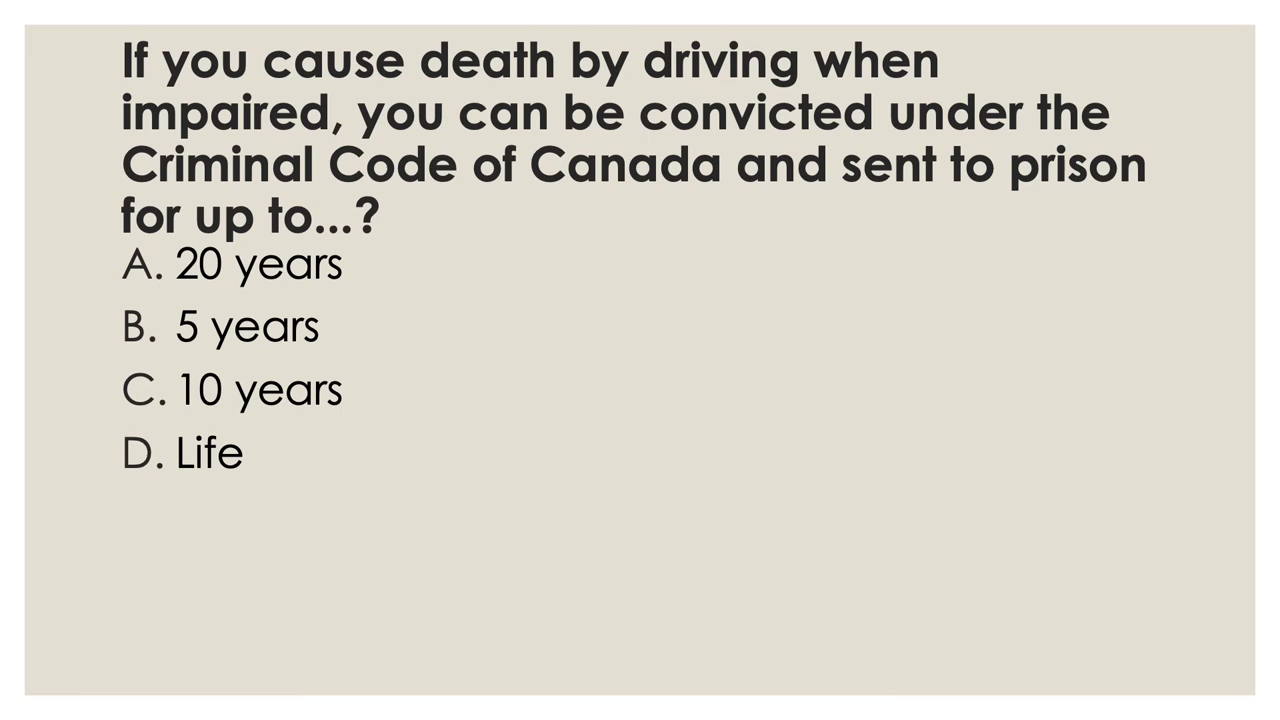 If you cause death by driving when
impaired, you can be convicted under the
Criminal Code of Canada and sent to prison
for up to...?
A. 20 years
B. 5 years
C. 10 years
D. Life